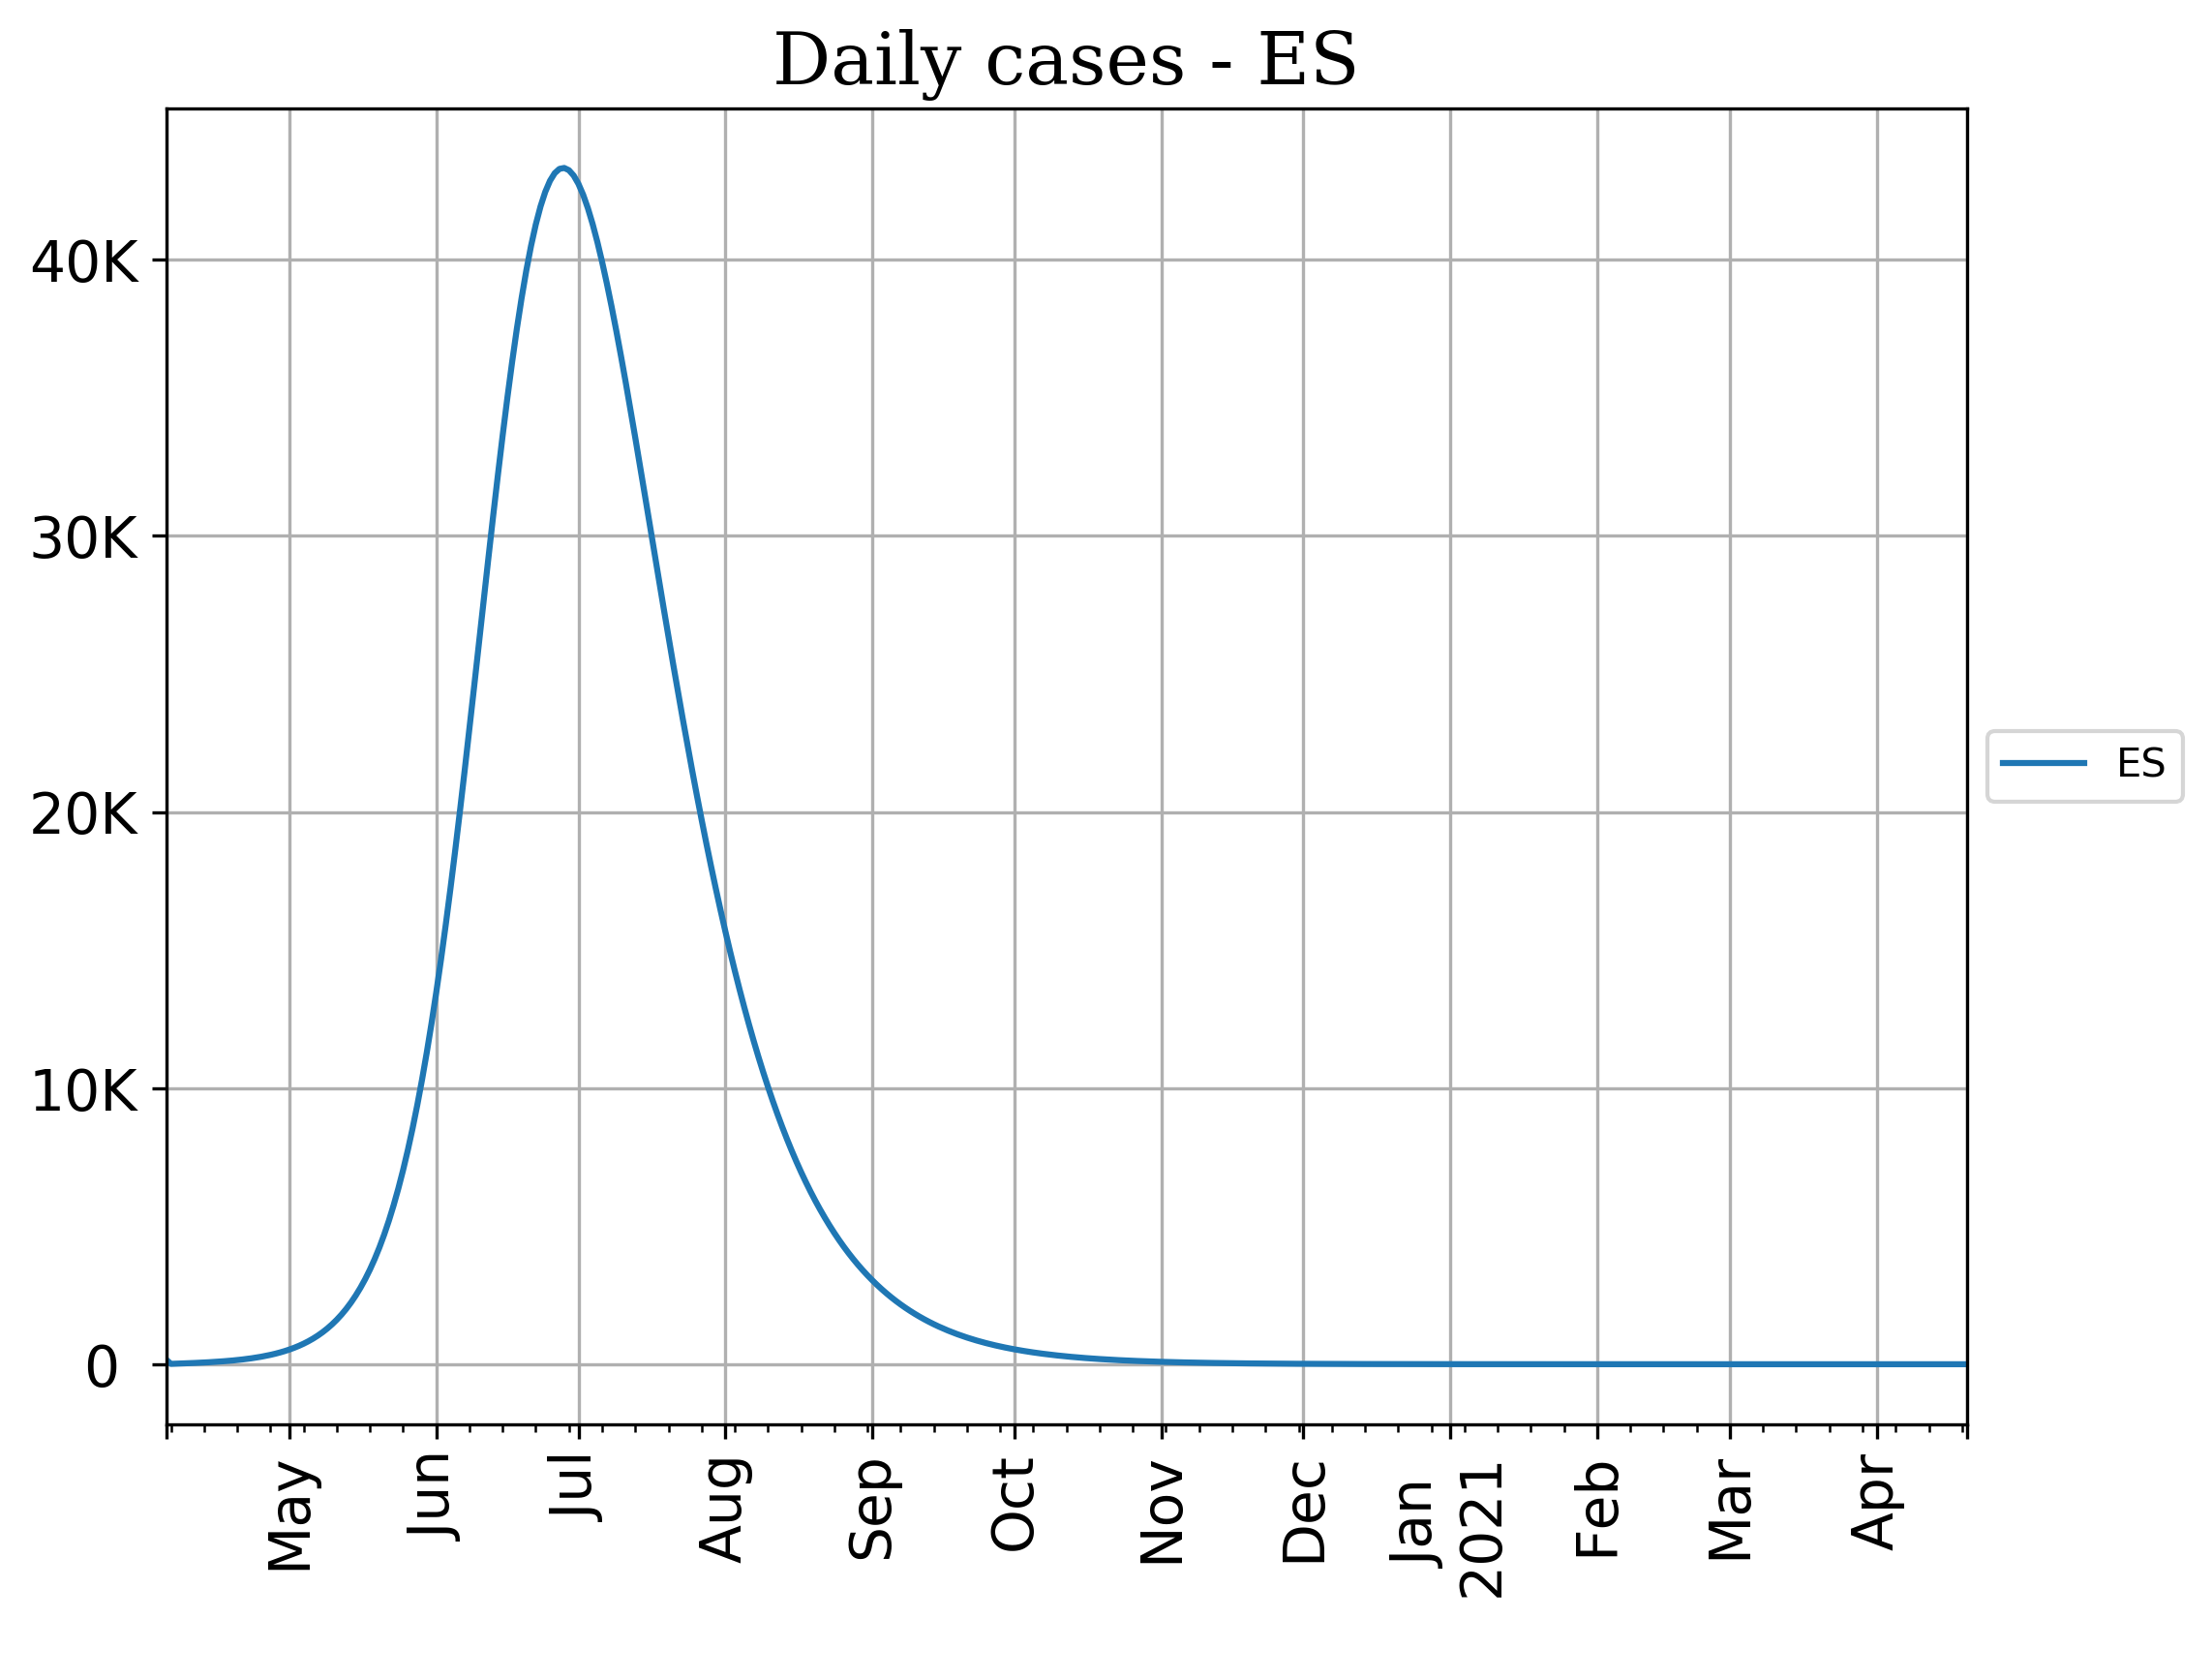 Daily cases - ES
40K
30K
20K
10K
0
ES
May
Jun
Jul
Aug
Sep
Oct
Nov
Dec
Jan
2021
Feb
Mar
Apr